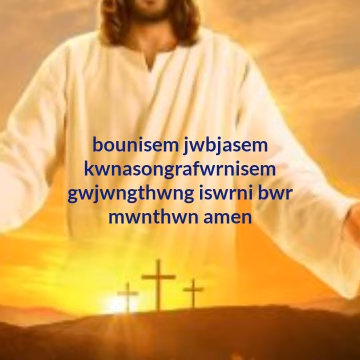 bounisem jwbjasem
kwnasongrafwrnisem
gwjwngthwng iswrni bwr
mwnthwn amen